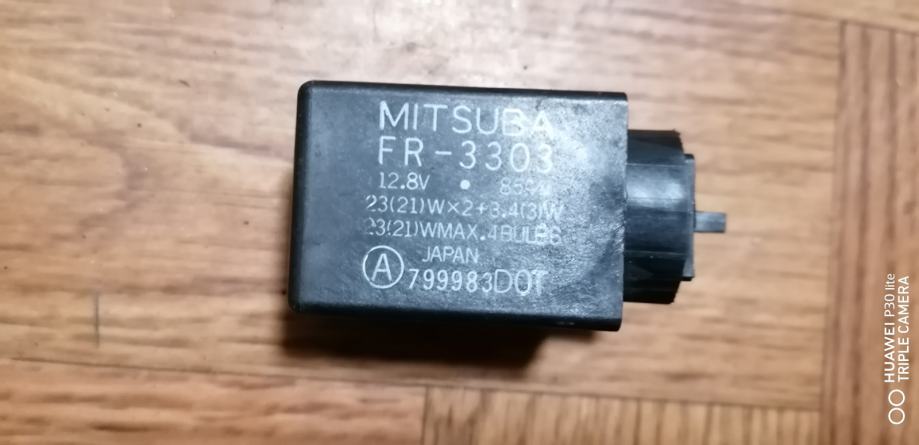 MITSUBA
FR-3303
12.8V • 85%
23(21)W×2+3.4(3)W
23(21)WMAX.4BULBS
JAPAN
A 799983DOT
HUAWEI P30 lite
TRIPLE CAMERA